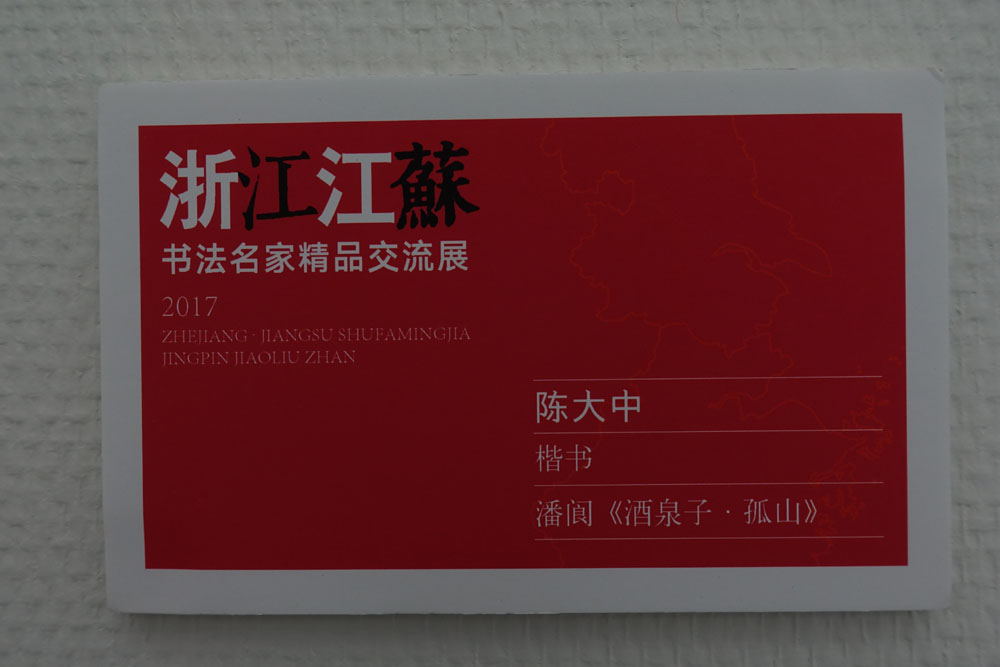 浙江江蘇
书法名家精品交流展
2017
ZHEJIANG · JIANGSU SHUFAMINGJIA
JINGPIN JIAOLIU ZHAN
陈大中
楷书
潘阆《酒泉子 · 孤山》